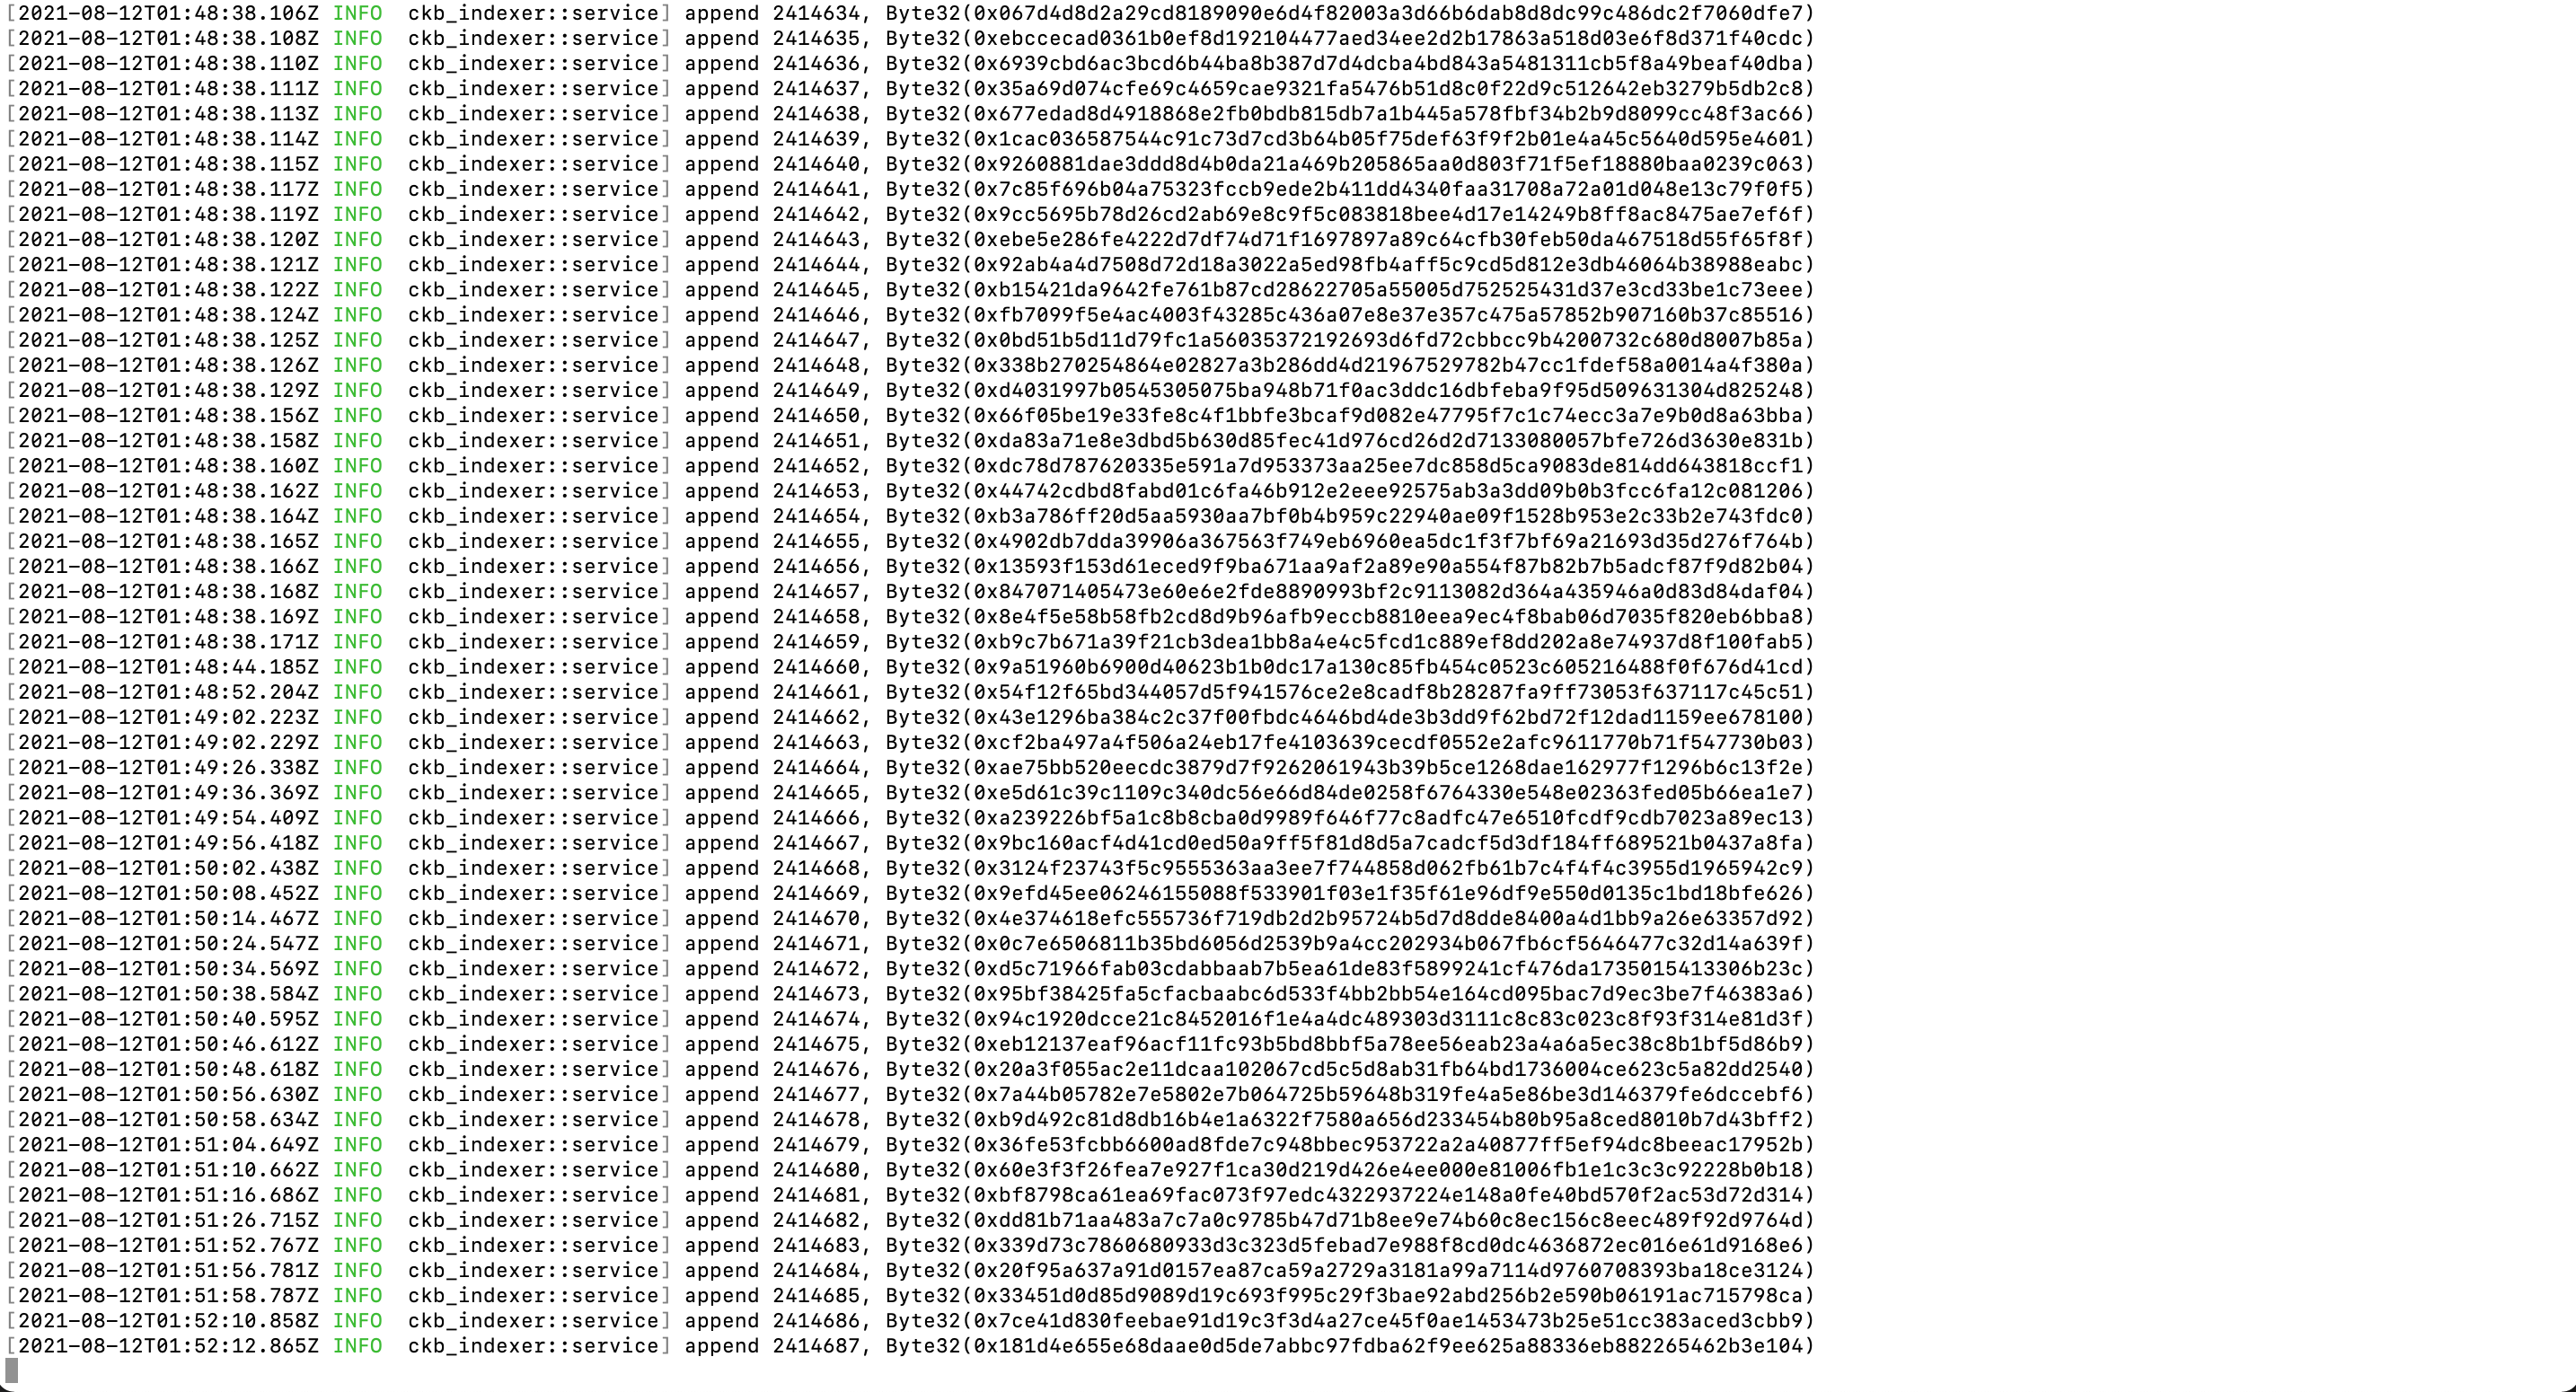 [2021-08-12T01:48:38.106Z INFO  ckb_indexer::service] append 2414634, Byte32(0x067d4d8d2a29cd8189090e6d4f82003a3d66b6dab8d8dc99c486dc2f7060dfe7)
[2021-08-12T01:48:38.108Z INFO  ckb_indexer::service] append 2414635, Byte32(0xebccecad0361b0ef8d192104477aed34ee2d2b17863a518d03e6f8d371f40cdc)
[2021-08-12T01:48:38.110Z INFO  ckb_indexer::service] append 2414636, Byte32(0x6939cbd6ac3bcd6b44ba8b387d7d4dcba4bd843a5481311cb5f8a49beaf40dba)
[2021-08-12T01:48:38.111Z INFO  ckb_indexer::service] append 2414637, Byte32(0x35a69d074cfe69c4659cae9321fa5476b51d8c0f22d9c512642eb3279b5db2c8)
[2021-08-12T01:48:38.113Z INFO  ckb_indexer::service] append 2414638, Byte32(0x677edad8d4918868e2fb0bdb815db7a1b445a578fbf34b2b9d8099cc48f3ac66)
[2021-08-12T01:48:38.114Z INFO  ckb_indexer::service] append 2414639, Byte32(0x1cac036587544c91c73d7cd3b64b05f75def63f9f2b01e4a45c5640d595e4601)
[2021-08-12T01:48:38.115Z INFO  ckb_indexer::service] append 2414640, Byte32(0x9260881dae3ddd8d4b0da21a469b205865aa0d803f71f5ef18880baa0239c063)
[2021-08-12T01:48:38.117Z INFO  ckb_indexer::service] append 2414641, Byte32(0x7c85f696b04a75323fccb9ede2b411dd4340faa31708a72a01d048e13c79f0f5)
[2021-08-12T01:48:38.119Z INFO  ckb_indexer::service] append 2414642, Byte32(0x9cc5695b78d26cd2ab69e8c9f5c083818bee4d17e14249b8ff8ac8475ae7ef6f)
[2021-08-12T01:48:38.120Z INFO  ckb_indexer::service] append 2414643, Byte32(0xebe5e286fe4222d7df74d71f1697897a89c64cfb30feb50da467518d55f65f8f)
[2021-08-12T01:48:38.121Z INFO  ckb_indexer::service] append 2414644, Byte32(0x92ab4a4d7508d72d18a3022a5ed98fb4aff5c9cd5d812e3db46064b38988eabc)
[2021-08-12T01:48:38.122Z INFO  ckb_indexer::service] append 2414645, Byte32(0xb15421da9642fe761b87cd28622705a55005d752525431d37e3cd33be1c73eee)
[2021-08-12T01:48:38.124Z INFO  ckb_indexer::service] append 2414646, Byte32(0xfb7099f5e4ac4003f43285c436a07e8e37e357c475a57852b907160b37c85516)
[2021-08-12T01:48:38.125Z INFO  ckb_indexer::service] append 2414647, Byte32(0x0bd51b5d11d79fc1a56035372192693d6fd72cbbcc9b4200732c680d8007b85a)
[2021-08-12T01:48:38.126Z INFO  ckb_indexer::service] append 2414648, Byte32(0x338b270254864e02827a3b286dd4d21967529782b47cc1fdef58a0014a4f380a)
[2021-08-12T01:48:38.129Z INFO  ckb_indexer::service] append 2414649, Byte32(0xd4031997b0545305075ba948b71f0ac3ddc16dbfeba9f95d509631304d825248)
[2021-08-12T01:48:38.156Z INFO  ckb_indexer::service] append 2414650, Byte32(0x66f05be19e33fe8c4f1bbfe3bcaf9d082e47795f7c1c74ecc3a7e9b0d8a63bba)
[2021-08-12T01:48:38.158Z INFO  ckb_indexer::service] append 2414651, Byte32(0xda83a71e8e3dbd5b630d85fec41d976cd26d2d7133080057bfe726d3630e831b)
[2021-08-12T01:48:38.160Z INFO  ckb_indexer::service] append 2414652, Byte32(0xdc78d787620335e591a7d953373aa25ee7dc858d5ca9083de814dd643818ccf1)
[2021-08-12T01:48:38.162Z INFO  ckb_indexer::service] append 2414653, Byte32(0x44742cdbd8fabd01c6fa46b912e2eee92575ab3a3dd09b0b3fcc6fa12c081206)
[2021-08-12T01:48:38.164Z INFO  ckb_indexer::service] append 2414654, Byte32(0xb3a786ff20d5aa5930aa7bf0b4b959c22940ae09f1528b953e2c33b2e743fdc0)
[2021-08-12T01:48:38.165Z INFO  ckb_indexer::service] append 2414655, Byte32(0x4902db7dda39906a367563f749eb6960ea5dc1f3f7bf69a21693d35d276f764b)
[2021-08-12T01:48:38.166Z INFO  ckb_indexer::service] append 2414656, Byte32(0x13593f153d61eced9f9ba671aa9af2a89e90a554f87b82b7b5adcf87f9d82b04)
[2021-08-12T01:48:38.168Z INFO  ckb_indexer::service] append 2414657, Byte32(0x847071405473e60e6e2fde8890993bf2c9113082d364a435946a0d83d84daf04)
[2021-08-12T01:48:38.169Z INFO  ckb_indexer::service] append 2414658, Byte32(0x8e4f5e58b58fb2cd8d9b96afb9eccb8810eea9ec4f8bab06d7035f820eb6bba8)
[2021-08-12T01:48:38.171Z INFO  ckb_indexer::service] append 2414659, Byte32(0xb9c7b671a39f21cb3dea1bb8a4e4c5fcd1c889ef8dd202a8e74937d8f100fab5)
[2021-08-12T01:48:44.185Z INFO  ckb_indexer::service] append 2414660, Byte32(0x9a51960b6900d40623b1b0dc17a130c85fb454c0523c605216488f0f676d41cd)
[2021-08-12T01:48:52.204Z INFO  ckb_indexer::service] append 2414661, Byte32(0x54f12f65bd344057d5f941576ce2e8cadf8b28287fa9ff73053f637117c45c51)
[2021-08-12T01:49:02.223Z INFO  ckb_indexer::service] append 2414662, Byte32(0x43e1296ba384c2c37f00fbdc4646bd4de3b3dd9f62bd72f12dad1159ee678100)
[2021-08-12T01:49:02.229Z INFO  ckb_indexer::service] append 2414663, Byte32(0xcf2ba497a4f506a24eb17fe4103639cecdf0552e2afc9611770b71f547730b03)
[2021-08-12T01:49:26.338Z INFO  ckb_indexer::service] append 2414664, Byte32(0xae75bb520eecdc3879d7f9262061943b39b5ce1268dae162977f1296b6c13f2e)
[2021-08-12T01:49:36.369Z INFO  ckb_indexer::service] append 2414665, Byte32(0xe5d61c39c1109c340dc56e66d84de0258f6764330e548e02363fed05b66ea1e7)
[2021-08-12T01:49:54.409Z INFO  ckb_indexer::service] append 2414666, Byte32(0xa239226bf5a1c8b8cba0d9989f646f77c8adfc47e6510fcdf9cdb7023a89ec13)
[2021-08-12T01:49:56.418Z INFO  ckb_indexer::service] append 2414667, Byte32(0x9bc160acf4d41cd0ed50a9ff5f81d8d5a7cadcf5d3df184ff689521b0437a8fa)
[2021-08-12T01:50:02.438Z INFO  ckb_indexer::service] append 2414668, Byte32(0x3124f23743f5c9555363aa3ee7f744858d062fb61b7c4f4f4c3955d1965942c9)
[2021-08-12T01:50:08.452Z INFO  ckb_indexer::service] append 2414669, Byte32(0x9efd45ee06246155088f533901f03e1f35f61e96df9e550d0135c1bd18bfe626)
[2021-08-12T01:50:14.467Z INFO  ckb_indexer::service] append 2414670, Byte32(0x4e374618efc555736f719db2d2b95724b5d7d8dde8400a4d1bb9a26e63357d92)
[2021-08-12T01:50:24.547Z INFO  ckb_indexer::service] append 2414671, Byte32(0x0c7e6506811b35bd6056d2539b9a4cc202934b067fb6cf5646477c32d14a639f)
[2021-08-12T01:50:34.569Z INFO  ckb_indexer::service] append 2414672, Byte32(0xd5c71966fab03cdabbaab7b5ea61de83f5899241cf476da1735015413306b23c)
[2021-08-12T01:50:38.584Z INFO  ckb_indexer::service] append 2414673, Byte32(0x95bf38425fa5cfacbaabc6d533f4bb2bb54e164cd095bac7d9ec3be7f46383a6)
[2021-08-12T01:50:40.595Z INFO  ckb_indexer::service] append 2414674, Byte32(0x94c1920dcce21c8452016f1e4a4dc489303d3111c8c83c023c8f93f314e81d3f)
[2021-08-12T01:50:46.612Z INFO  ckb_indexer::service] append 2414675, Byte32(0xeb12137eaf96acf11fc93b5bd8bbf5a78ee56eab23a4a6a5ec38c8b1bf5d86b9)
[2021-08-12T01:50:48.618Z INFO  ckb_indexer::service] append 2414676, Byte32(0x20a3f055ac2e11dcaa102067cd5c5d8ab31fb64bd1736004ce623c5a82dd2540)
[2021-08-12T01:50:56.630Z INFO  ckb_indexer::service] append 2414677, Byte32(0x7a44b05782e7e5802e7b064725b59648b319fe4a5e86be3d146379fe6dccebf6)
[2021-08-12T01:50:58.634Z INFO  ckb_indexer::service] append 2414678, Byte32(0xb9d492c81d8db16b4e1a6322f7580a656d233454b80b95a8ced8010b7d43bff2)
[2021-08-12T01:51:04.649Z INFO  ckb_indexer::service] append 2414679, Byte32(0x36fe53fcbb6600ad8fde7c948bbec953722a2a40877ff5ef94dc8beeac17952b)
[2021-08-12T01:51:10.662Z INFO  ckb_indexer::service] append 2414680, Byte32(0x60e3f3f26fea7e927f1ca30d219d426e4ee000e81006fb1e1c3c3c92228b0b18)
[2021-08-12T01:51:16.686Z INFO  ckb_indexer::service] append 2414681, Byte32(0xbf8798ca61ea69fac073f97edc4322937224e148a0fe40bd570f2ac53d72d314)
[2021-08-12T01:51:26.715Z INFO  ckb_indexer::service] append 2414682, Byte32(0xdd81b71aa483a7c7a0c9785b47d71b8ee9e74b60c8ec156c8eec489f92d9764d)
[2021-08-12T01:51:52.767Z INFO  ckb_indexer::service] append 2414683, Byte32(0x339d73c7860680933d3c323d5febad7e988f8cd0dc4636872ec016e61d9168e6)
[2021-08-12T01:51:56.781Z INFO  ckb_indexer::service] append 2414684, Byte32(0x20f95a637a91d0157ea87ca59a2729a3181a99a7114d9760708393ba18ce3124)
[2021-08-12T01:51:58.787Z INFO  ckb_indexer::service] append 2414685, Byte32(0x33451d0d85d9089d19c693f995c29f3bae92abd256b2e590b06191ac715798ca)
[2021-08-12T01:52:10.858Z INFO  ckb_indexer::service] append 2414686, Byte32(0x7ce41d830feebae91d19c3f3d4a27ce45f0ae1453473b25e51cc383aced3cbb9)
[2021-08-12T01:52:12.865Z INFO  ckb_indexer::service] append 2414687, Byte32(0x181d4e655e68daae0d5de7abbc97fdba62f9ee625a88336eb882265462b3e104)